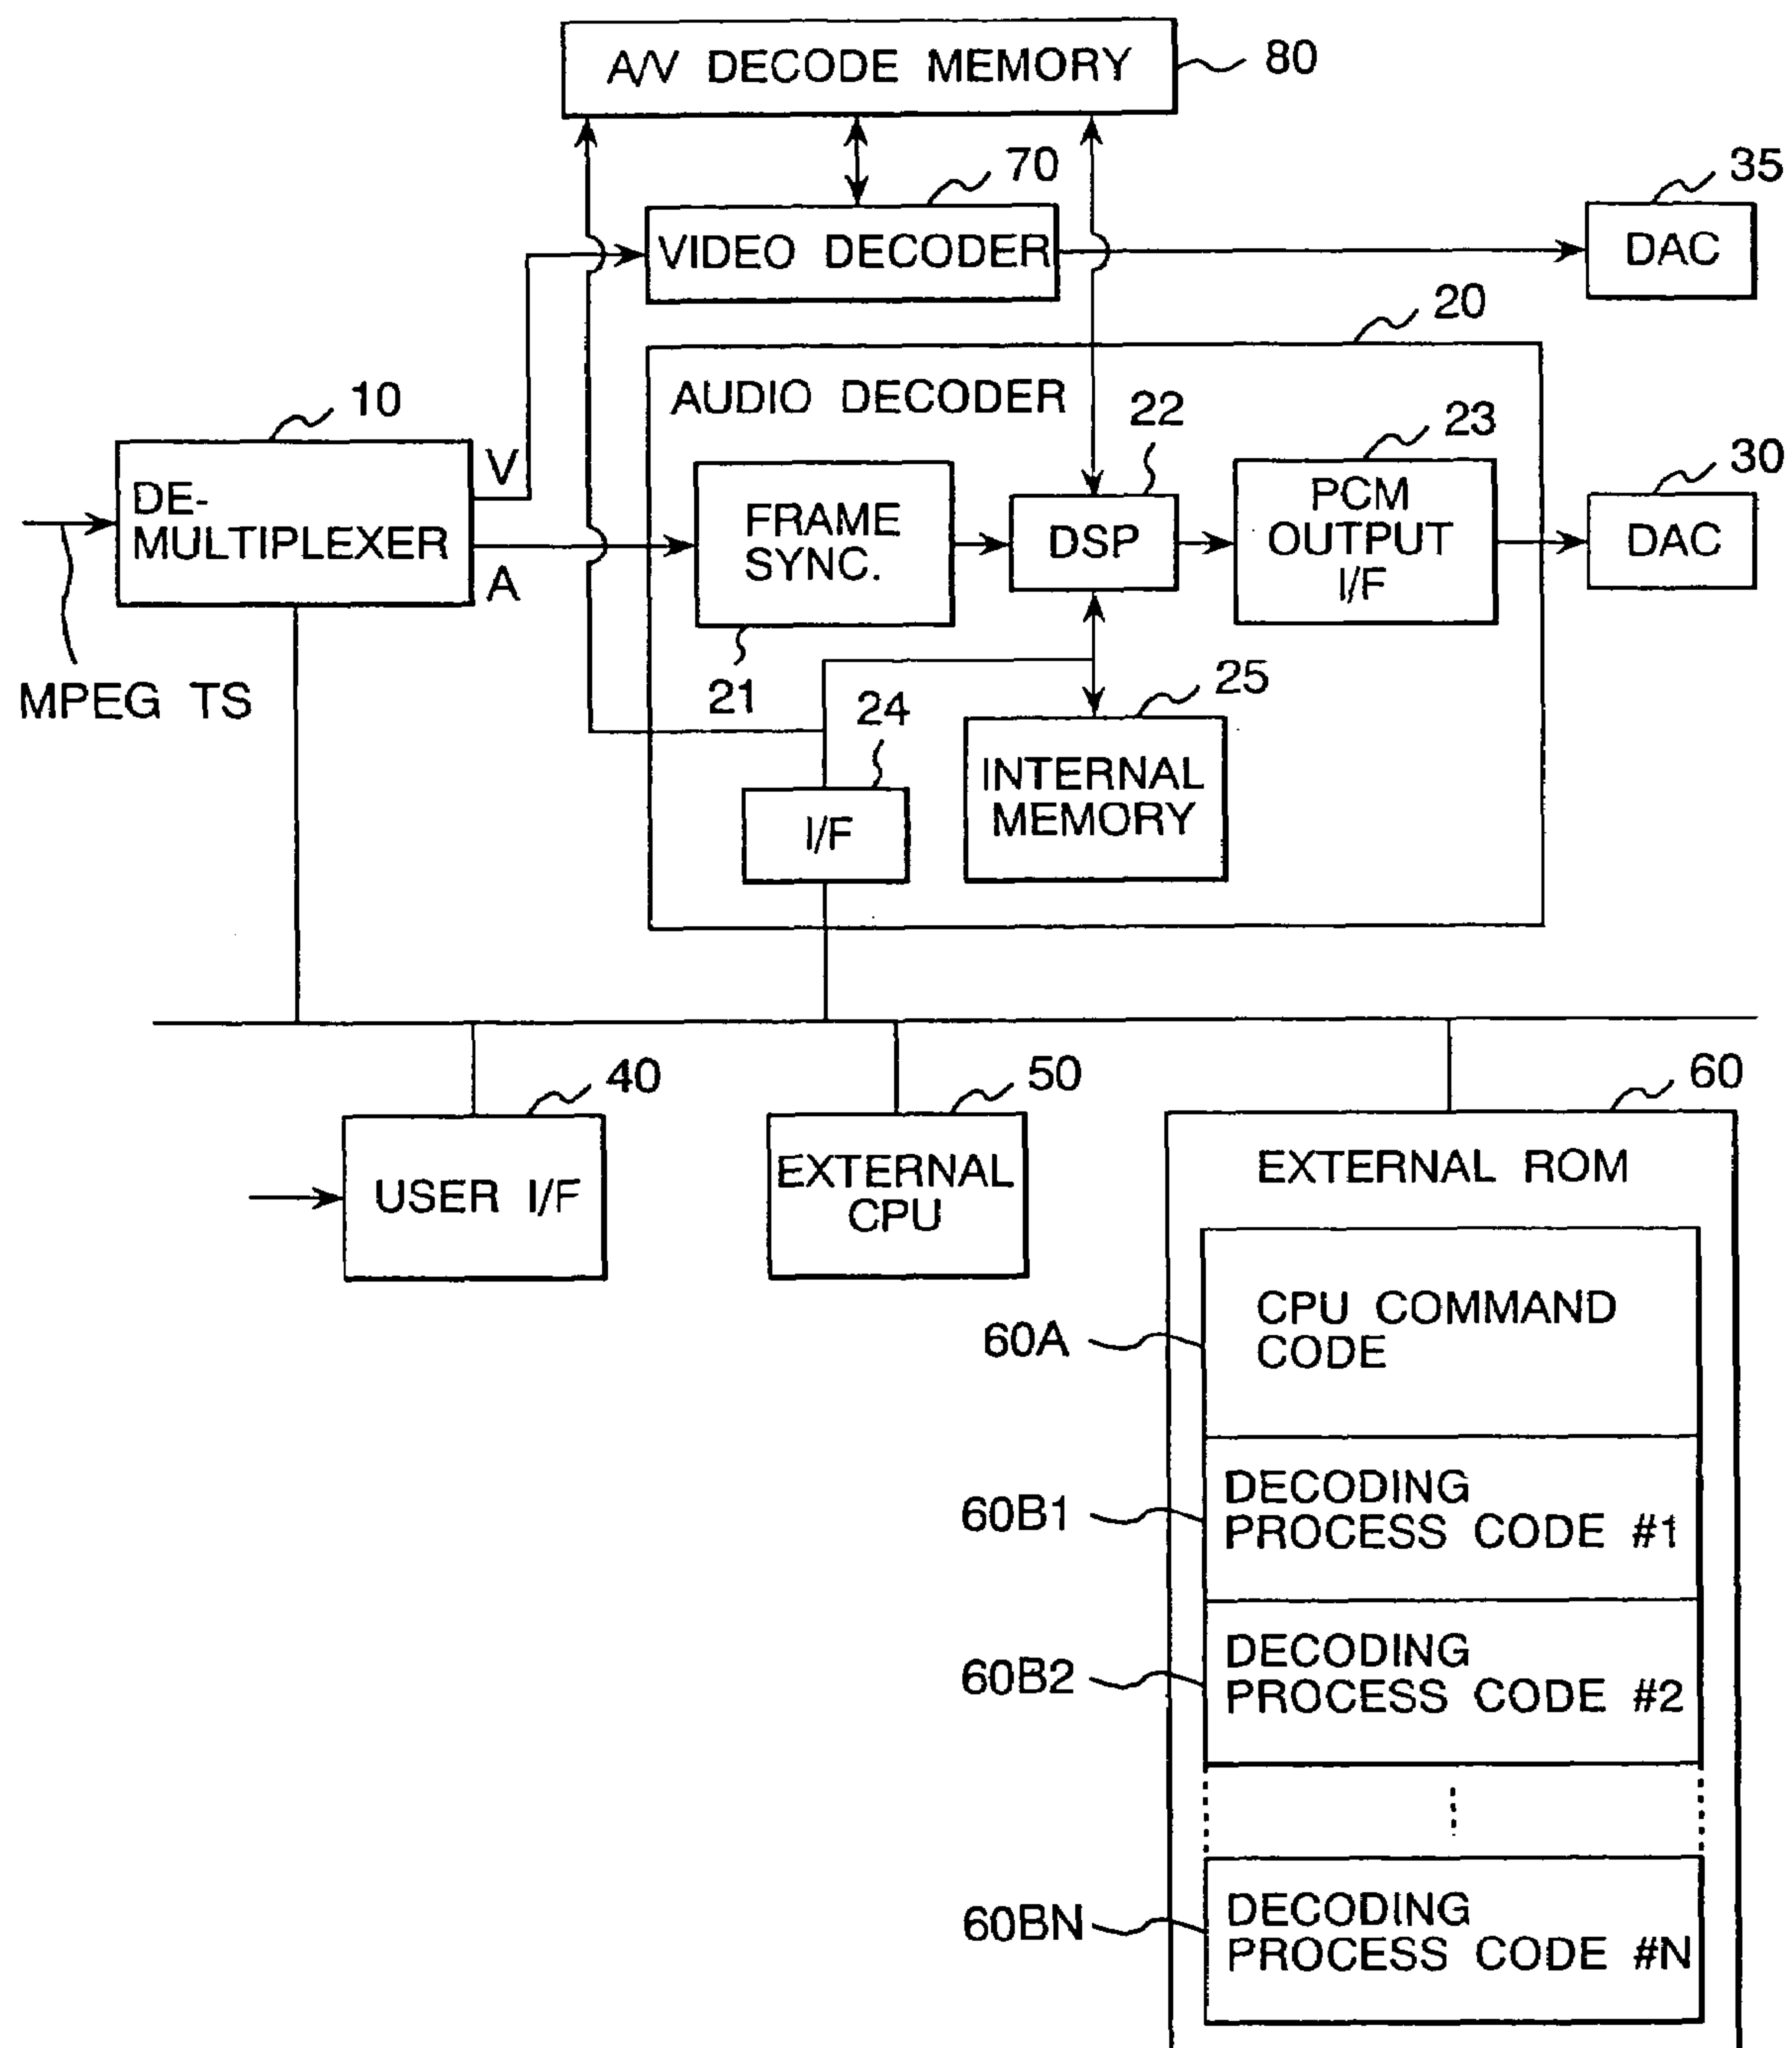 A/V DECODE MEMORY
80
70
VIDEO DECODER
35
DAC
20
AUDIO DECODER
10
V
DE-
MULTIPLEXER
A
MPEG TS
FRAME
SYNC.
21
22
DSP
23
PCM
OUTPUT
I/F
30
DAC
24
I/F
25
INTERNAL
MEMORY
40
USER I/F
50
EXTERNAL
CPU
60
EXTERNAL ROM
60A
CPU COMMAND
CODE
60B1
DECODING
PROCESS CODE #1
60B2
DECODING
PROCESS CODE #2
60BN
DECODING
PROCESS CODE #N